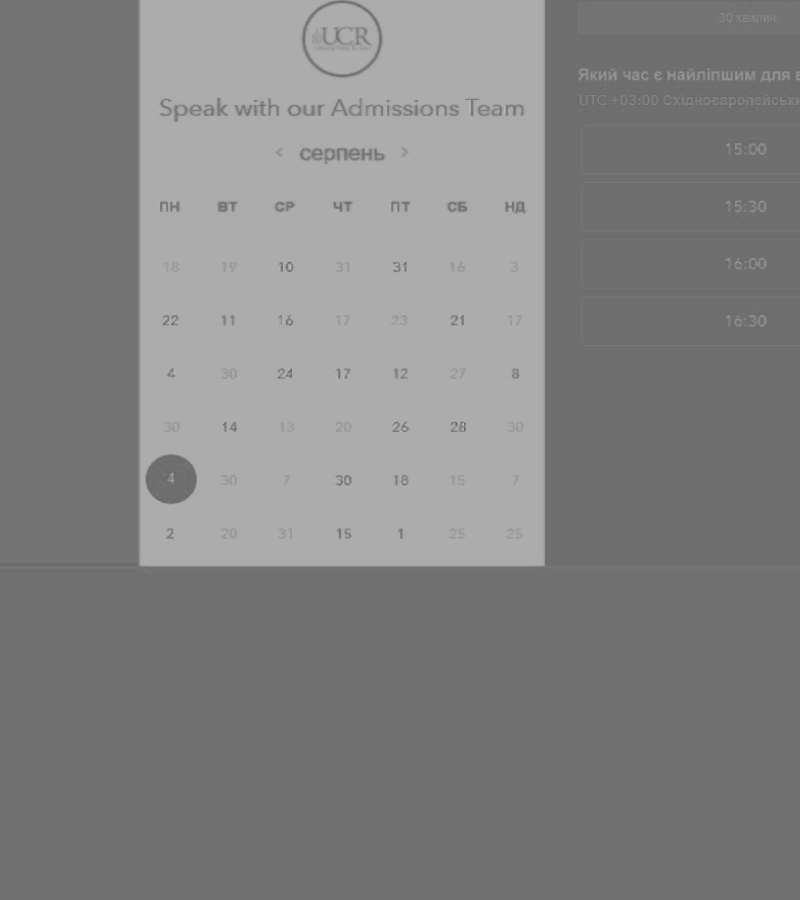 UCR
Speak with our Admissions Team
< серпень >
ПН ВТ СР ЧТ ПТ СБ НД
18 19 10 31 31 16 3
22 11 16 17 23 21 17
4 30 24 17 12 27 8
30 14 13 20 26 28 30
4 30 7 30 18 15 7
2 20 31 15 1 25 25
30 хвилин
Який час є найліпшим для
UTC +03:00
15:00
15:30
16:00
16:30